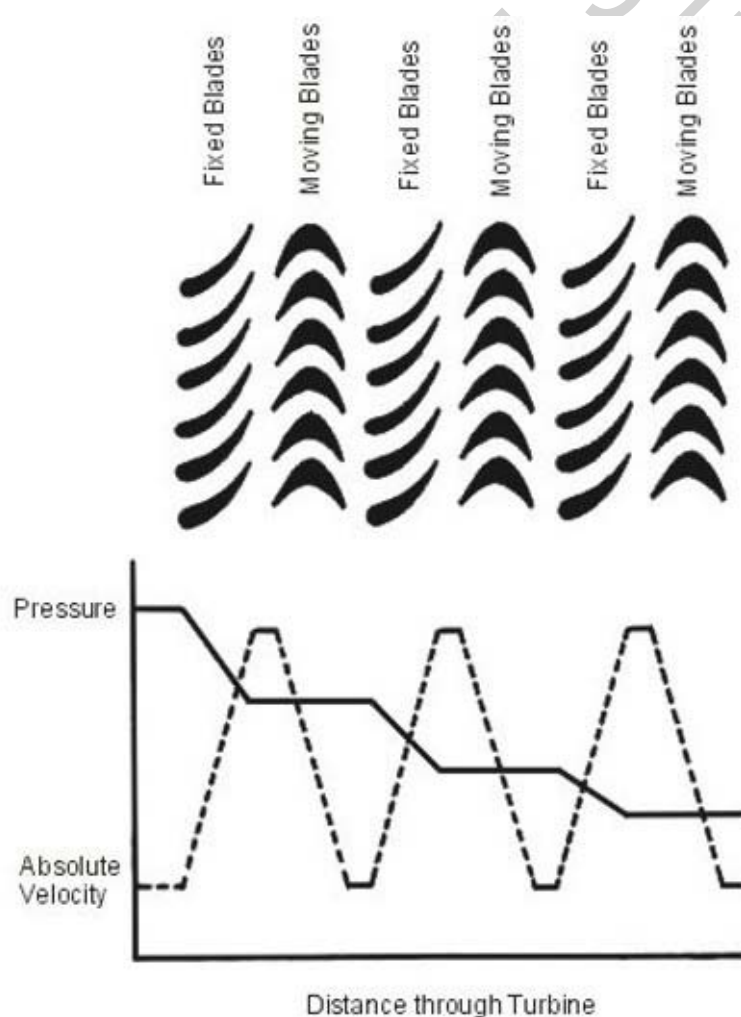 Fixed Blades
Moving Blades
Fixed Blades
Moving Blades
Fixed Blades
Moving Blades
Pressure
Absolute
Velocity
Distance through Turbine